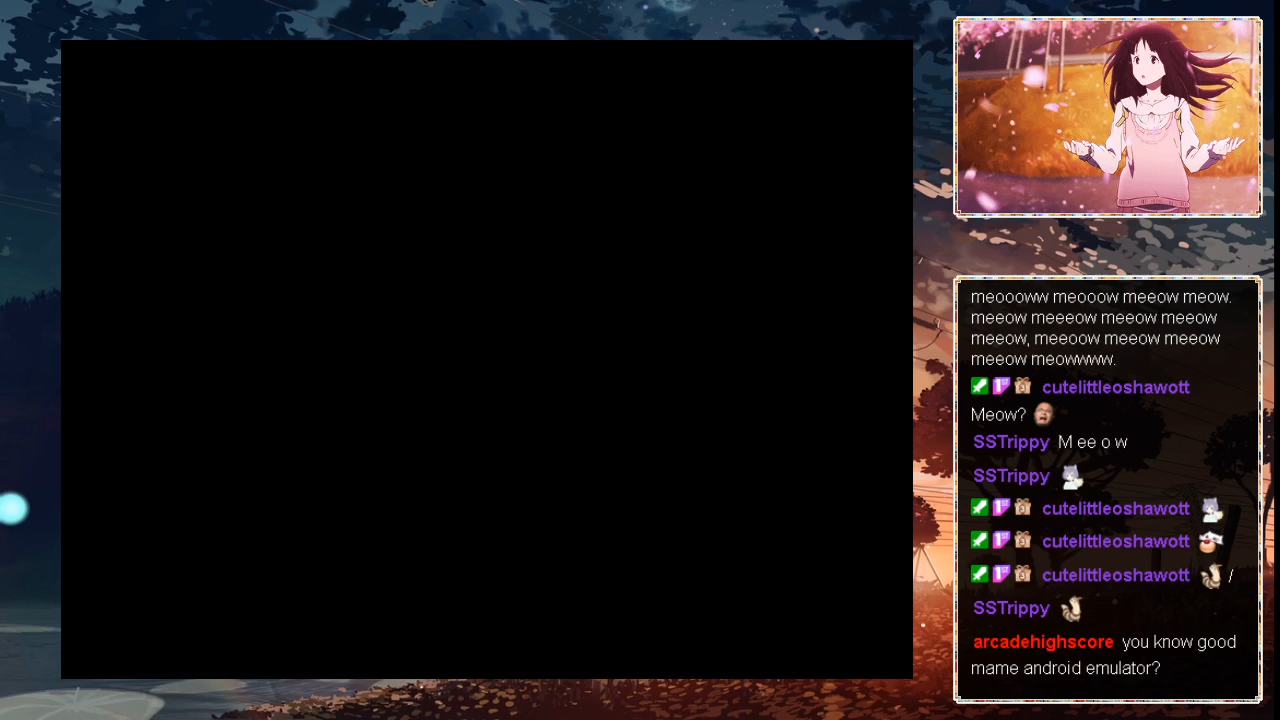 meoooww meooow meeow meow.
meeow meeeow meeow meeow
meeow, meeoow meeow meeow
meeow meowwww.
cutelittleoshawott
Meow?
SSTrippy M ee o w
SSTrippy
cutelittleoshawott
cutelittleoshawott
cutelittleoshawott /
SSTrippy
arcadehighscore you know good
mame android emulator?